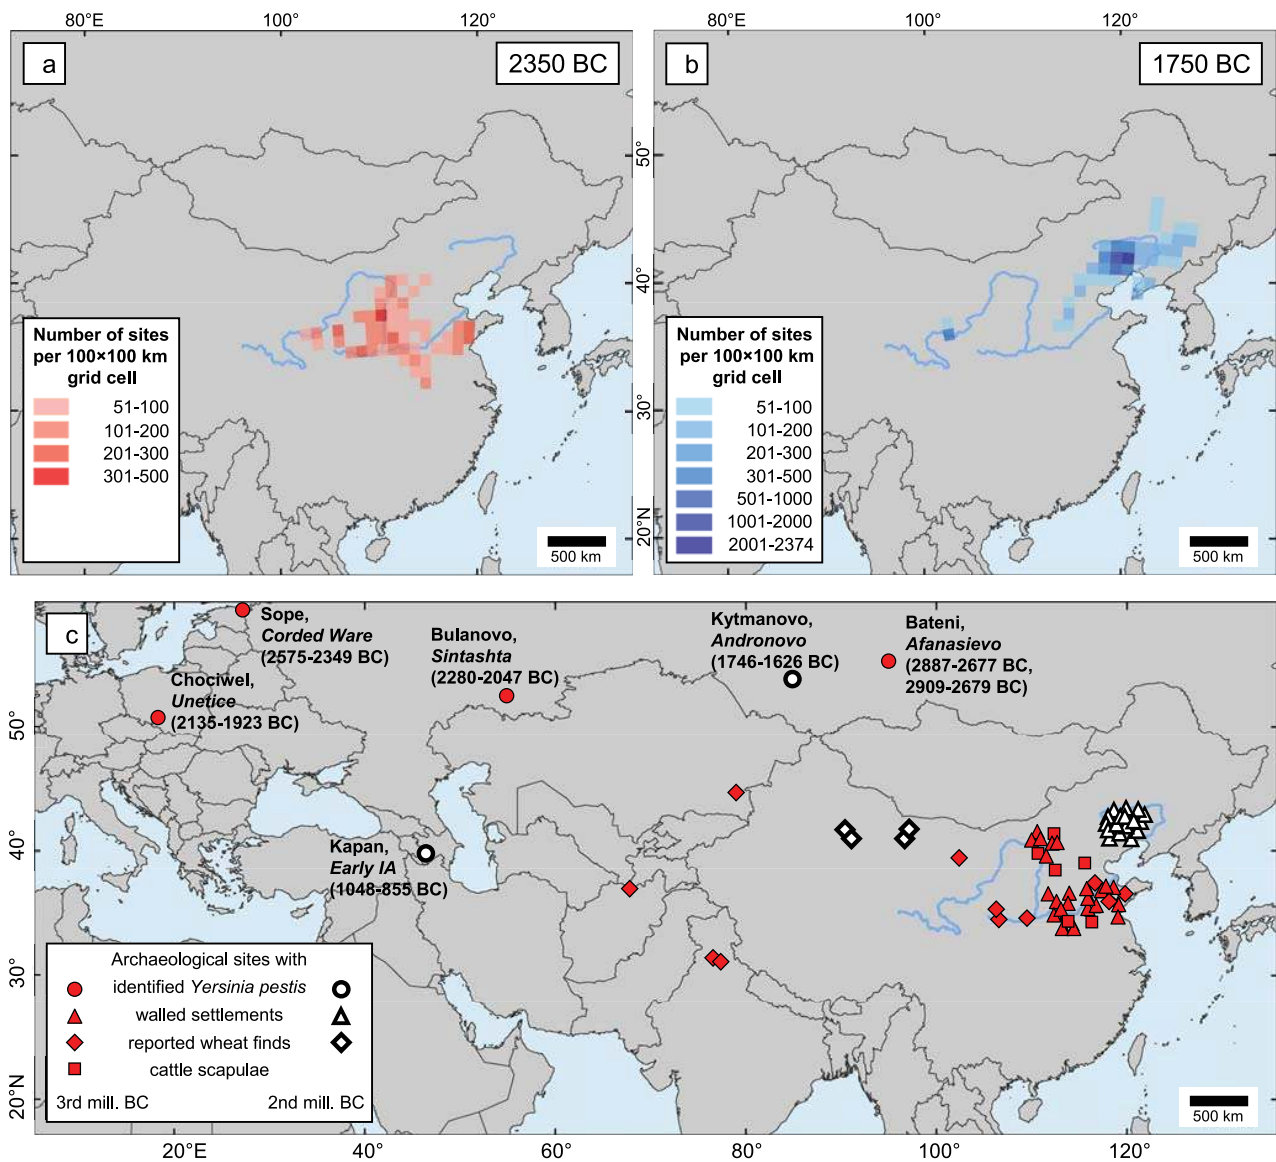 80°E
100°
120°
80°E
100°
120°
a
2350 BC
b
1750 BC
50°
50°
40°
40°
30°
30°
20°N
20°N
Number of sites
per 100×100 km
grid cell
51-100
101-200
201-300
301-500
500 km
Number of sites
per 100×100 km
grid cell
51-100
101-200
201-300
301-500
501-1000
1001-2000
2001-2374
500 km
c
Sope,
Corded Ware
(2575-2349 BC)
Chociwel,
Unetice
(2135-1923 BC)
Bulanovo,
Sintashta
(2280-2047 BC)
Kytmanovo,
Andronovo
(1746-1626 BC)
Bateni,
Afanasievo
(2887-2677 BC,
2909-2679 BC)
Kapan,
Early IA
(1048-855 BC)
50°
40°
30°
20°N
Archaeological sites with
identified Yersinia pestis
walled settlements
reported wheat finds
cattle scapulae
3rd mill. BC
2nd mill. BC
500 km
20°E
40°
60°
80°
100°
120°